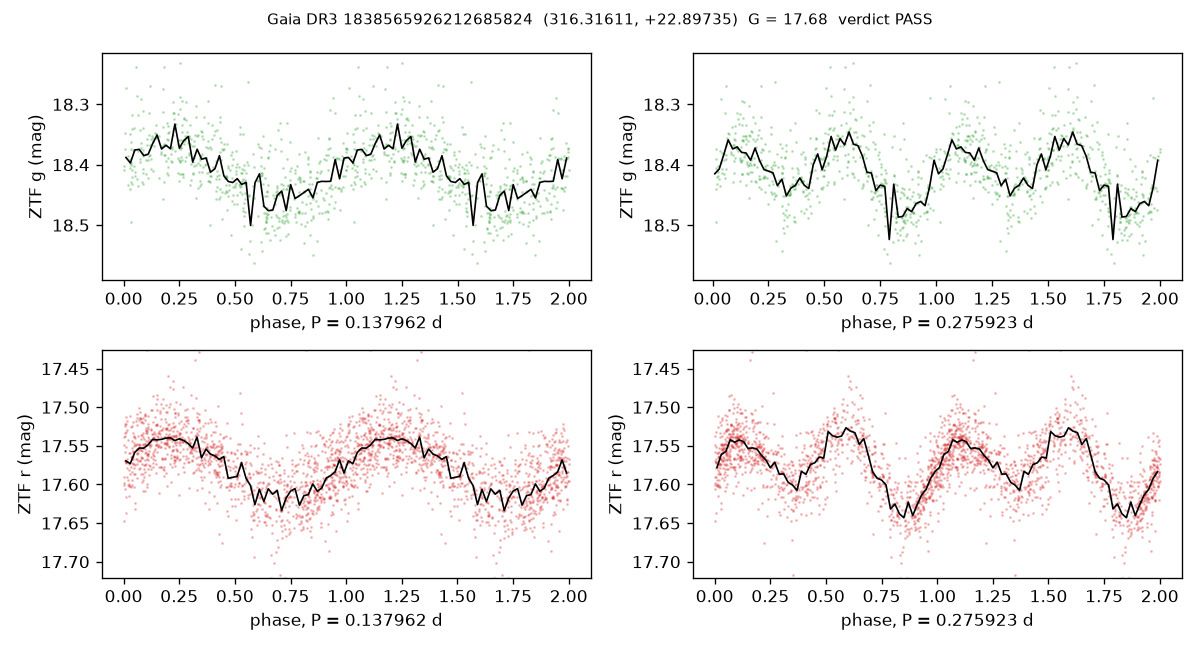 Gaia DR3 1838565926212685824 (316.31611, +22.89735) G = 17.68 verdict PASS
ZTF g (mag)
18.3
18.4
18.5
0.00 0.25 0.50 0.75 1.00 1.25 1.50 1.75 2.00
phase, P = 0.137962 d
ZTF g (mag)
18.3
18.4
18.5
0.00 0.25 0.50 0.75 1.00 1.25 1.50 1.75 2.00
phase, P = 0.275923 d
ZTF r (mag)
17.45
17.50
17.55
17.60
17.65
17.70
0.00 0.25 0.50 0.75 1.00 1.25 1.50 1.75 2.00
phase, P = 0.137962 d
ZTF r (mag)
17.45
17.50
17.55
17.60
17.65
17.70
0.00 0.25 0.50 0.75 1.00 1.25 1.50 1.75 2.00
phase, P = 0.275923 d